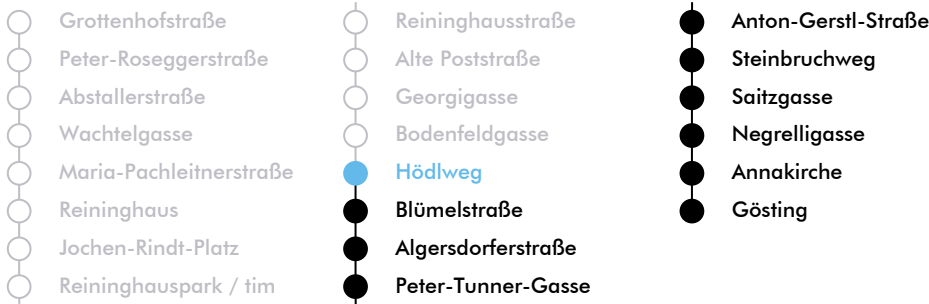 Grottenhofstraße
Peter-Roseggerstraße
Abstallerstraße
Wachtelgasse
Maria-Pachleitnerstraße
Reininghaus
Jochen-Rindt-Platz
Reininghauspark / tim
Reininghausstraße
Alte Poststraße
Georgigasse
Bodenfeldgasse
Hödlweg
Blümelstraße
Algersdorferstraße
Peter-Tunner-Gasse
Anton-Gerstl-Straße
Steinbruchweg
Saitzgasse
Negrelligasse
Annakirche
Gösting